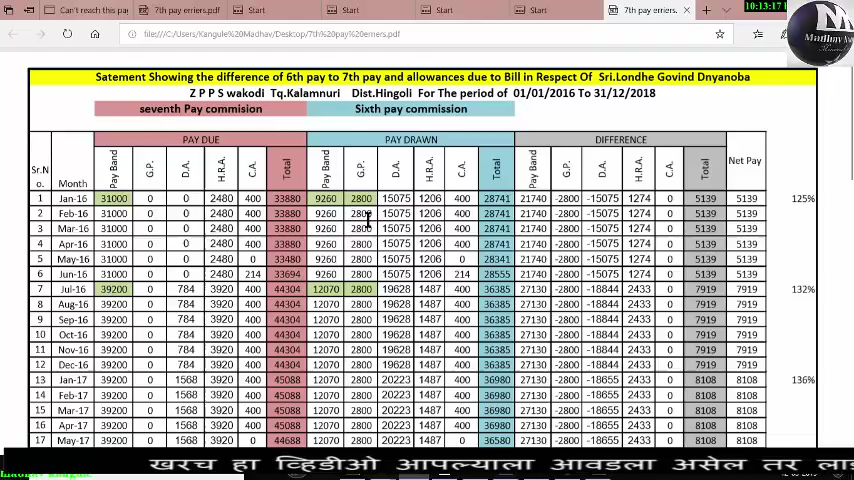 Can't reach this pag
7th pay erriers.pdf
Start
Start
Start
Start
7th pay erriers.
10:13:17
file:///C:/Users/Kangule%20Madhav/Desktop/7th%20pay%20erners.pdf
Satement Showing the difference of 6th pay to 7th pay and allowances due to Bill in Respect Of Sri.Londhe Govind Dnyanoba
Z P P S wakodi Tq.Kalamnuri Dist.Hingoli For The period of 01/01/2016 To 31/12/2018
seventh Pay commision Sixth pay commission
PAY DUE PAY DRAWN DIFFERENCE
Sr.N o. Month Pay Band G.P. D.A. H.R.A. C.A. Total Pay Band G.P. D.A. H.R.A. C.A. Total Pay Band G.P. D.A. H.R.A. C.A. Total Net Pay
1 Jan-16 31000 0 0 2480 400 33880 9260 2800 15075 1206 400 28741 21740 -2800 -15075 1274 0 5139 5139 125%
2 Feb-16 31000 0 0 2480 400 33880 9260 2800 15075 1206 400 28741 21740 -2800 -15075 1274 0 5139 5139
3 Mar-16 31000 0 0 2480 400 33880 9260 2800 15075 1206 400 28741 21740 -2800 -15075 1274 0 5139 5139
4 Apr-16 31000 0 0 2480 400 33880 9260 2800 15075 1206 400 28741 21740 -2800 -15075 1274 0 5139 5139
5 May-16 31000 0 0 2480 0 33480 9260 2800 15075 1206 0 28341 21740 -2800 -15075 1274 0 5139 5139
6 Jun-16 31000 0 0 2480 214 33694 9260 2800 15075 1206 214 28555 21740 -2800 -15075 1274 0 5139 5139
7 Jul-16 39200 0 784 3920 400 44304 12070 2800 19628 1487 400 36385 27130 -2800 -18844 2433 0 7919 7919 132%
8 Aug-16 39200 0 784 3920 400 44304 12070 2800 19628 1487 400 36385 27130 -2800 -18844 2433 0 7919 7919
9 Sep-16 39200 0 784 3920 400 44304 12070 2800 19628 1487 400 36385 27130 -2800 -18844 2433 0 7919 7919
10 Oct-16 39200 0 784 3920 400 44304 12070 2800 19628 1487 400 36385 27130 -2800 -18844 2433 0 7919 7919
11 Nov-16 39200 0 784 3920 400 44304 12070 2800 19628 1487 400 36385 27130 -2800 -18844 2433 0 7919 7919
12 Dec-16 39200 0 784 3920 400 44304 12070 2800 19628 1487 400 36385 27130 -2800 -18844 2433 0 7919 7919
13 Jan-17 39200 0 1568 3920 400 45088 12070 2800 20223 1487 400 36980 27130 -2800 -18655 2433 0 8108 8108 136%
14 Feb-17 39200 0 1568 3920 400 45088 12070 2800 20223 1487 400 36980 27130 -2800 -18655 2433 0 8108 8108
15 Mar-17 39200 0 1568 3920 400 45088 12070 2800 20223 1487 400 36980 27130 -2800 -18655 2433 0 8108 8108
16 Apr-17 39200 0 1568 3920 400 45088 12070 2800 20223 1487 400 36980 27130 -2800 -18655 2433 0 8108 8108
17 May-17 39200 0 1568 3920 0 44688 12070 2800 20223 1487 0 36580 27130 -2800 -18655 2433 0 8108 8108
खरच हा व्हिडीओ आपल्याला आवडला असेल तर